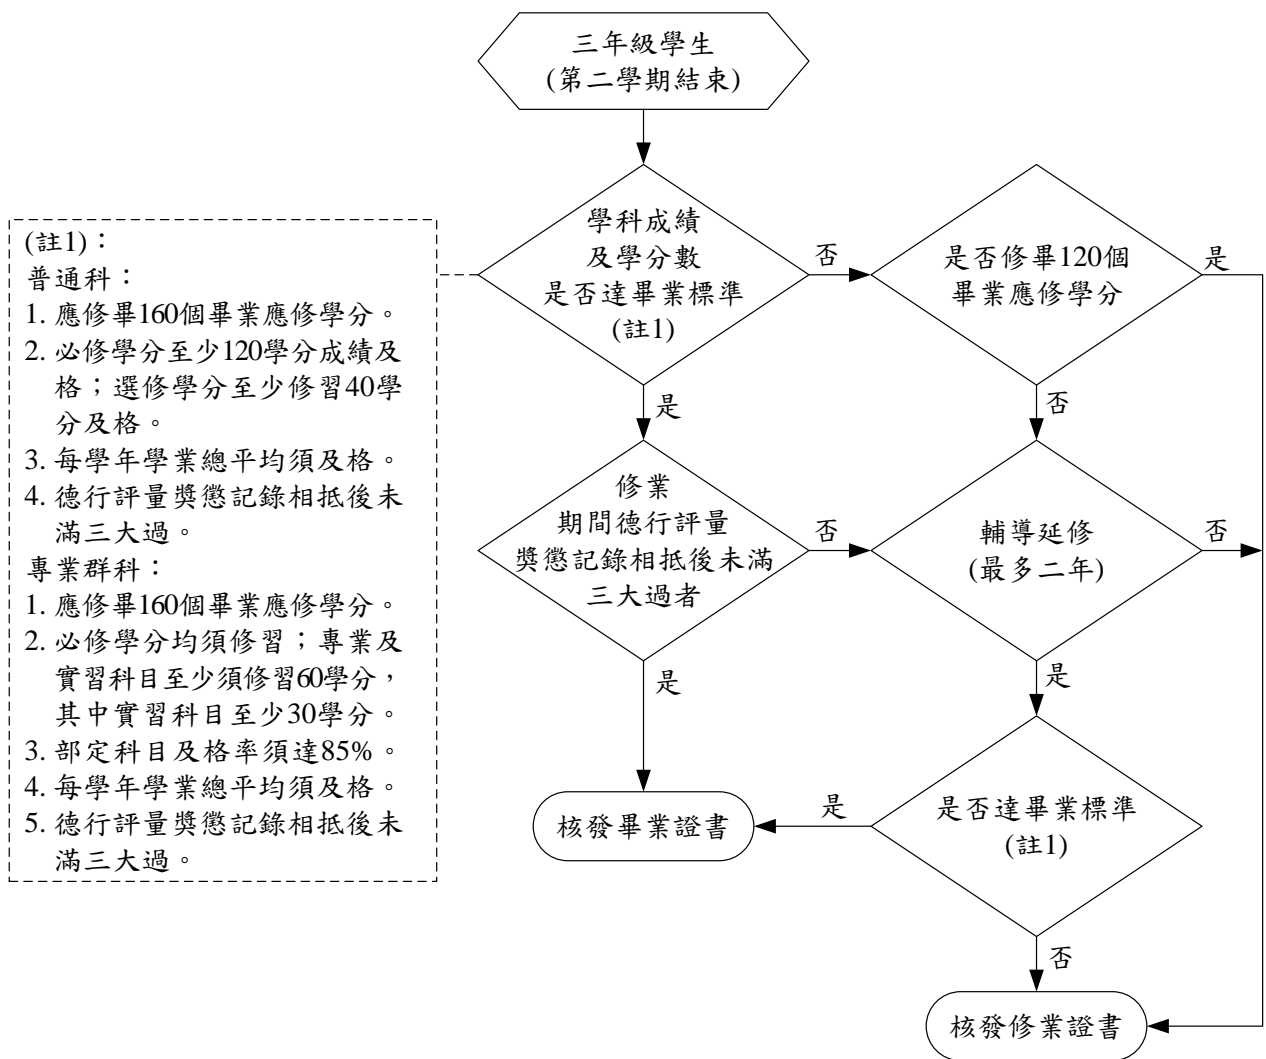 三年級學生
(第二學期結束)
學科成績
及學分數
是否達畢業標準
(註1)
否
是否修畢120個
畢業應修學分
是
(註1)：
普通科：
1. 應修畢160個畢業應修學分。
2. 必修學分至少120學分成績及
格；選修學分至少修習40學
分及格。
3. 每學年學業總平均須及格。
4. 德行評量獎懲記錄相抵後未
滿三大過。
專業群科：
1. 應修畢160個畢業應修學分。
2. 必修學分均須修習；專業及
實習科目至少須修習60學分，
其中實習科目至少30學分。
3. 部定科目及格率須達85%。
4. 每學年學業總平均須及格。
5. 德行評量獎懲記錄相抵後未
滿三大過。
是
否
修業
期間德行評量
獎懲記錄相抵後未滿
三大過者
否
輔導延修
(最多二年)
否
是
是
核發畢業證書
是
是否達畢業標準
(註1)
否
核發修業證書